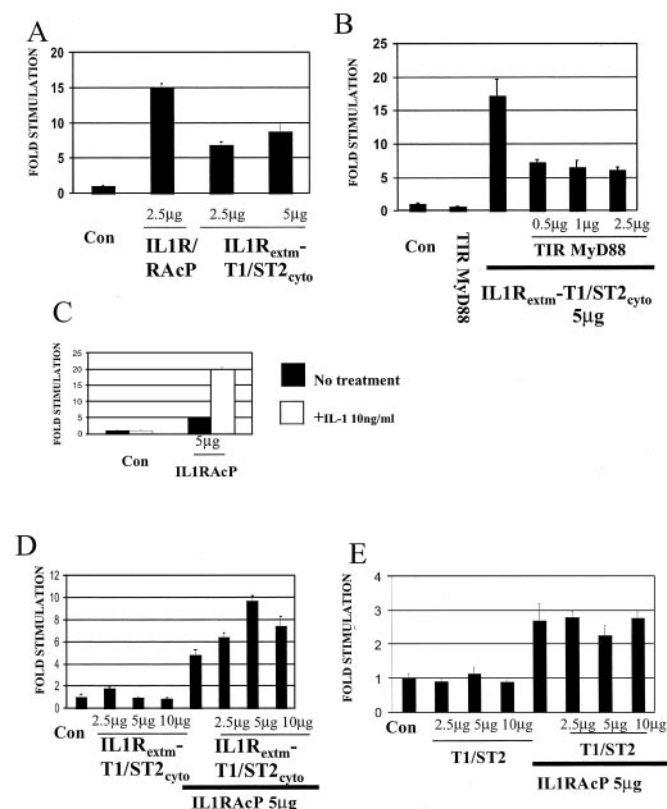 A
FOLD STIMULATION
20
15
10
5
0
2.5µg
2.5µg
5µg
Con
IL1R/
RAcP
IL1Rextm-
T1/ST2cyto
B
FOLD STIMULATION
25
20
15
10
5
0
0.5µg 1µg 2.5µg
Con
TIR MyD88
TIR MyD88
IL1Rextm-T1/ST2cyto
5µg
C
FOLD STIMULATION
25
20
15
10
5
0
5µg
Con
IL1RAcP
No treatment
+IL-1 10ng/ml
D
FOLD STIMULATION
12
10
8
6
4
2
0
2.5µg 5µg 10µg
2.5µg 5µg 10µg
Con
IL1Rextm-
T1/ST2cyto
IL1Rextm-
T1/ST2cyto
IL1RAcP 5µg
E
FOLD STIMULATION
4
3
2
1
0
Con
2.5µg 5µg 10µg
2.5µg 5µg 10µg
T1/ST2
T1/ST2
IL1RAcP 5µg